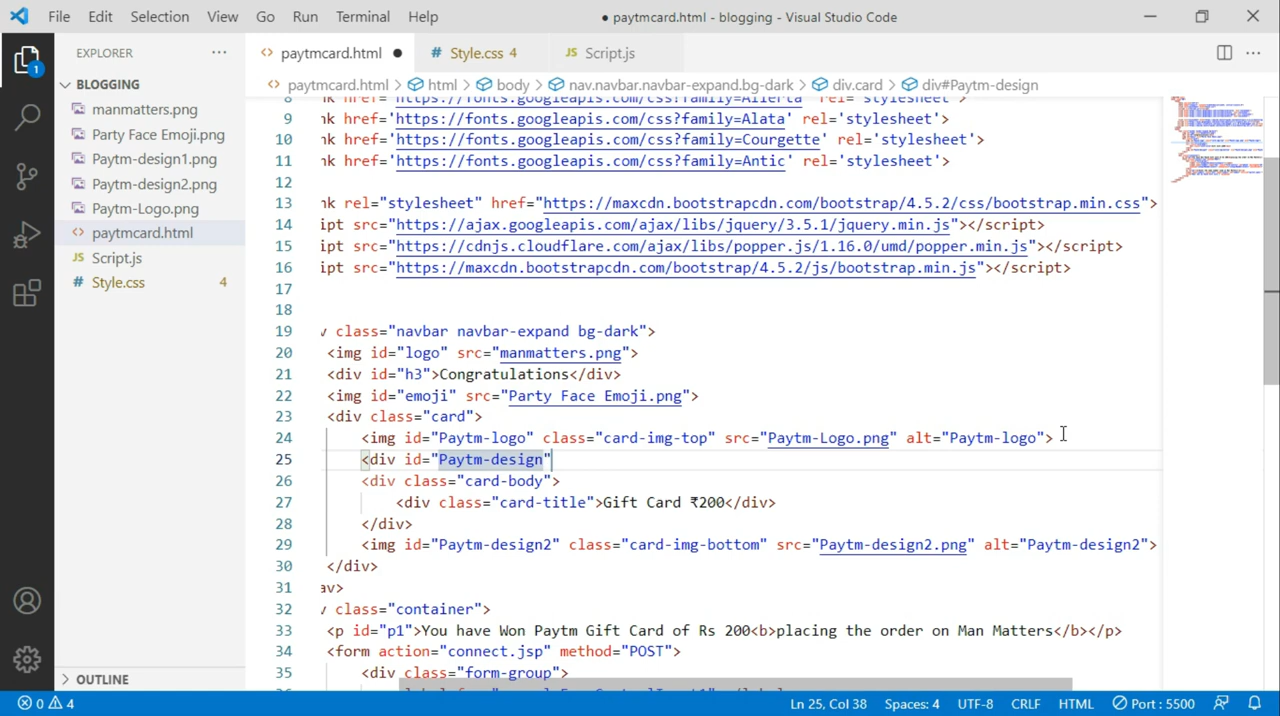 File Edit Selection View Go Run Terminal Help
● paytmcard.html - blogging - Visual Studio Code
EXPLORER
BLOGGING
manmatters.png
Party Face Emoji.png
Paytm-design1.png
Paytm-design2.png
Paytm-Logo.png
<> paytmcard.html
JS Script.js
# Style.css 4
OUTLINE
1
<> paytmcard.html ● # Style.css 4 JS Script.js
<> paytmcard.html > html > body > nav.navbar.navbar-expand.bg-dark > div.card > div#Paytm-design
8 nk href='https://fonts.googleapis.com/css?family=Allerta' rel='stylesheet'>
9 nk href='https://fonts.googleapis.com/css?family=Alata' rel='stylesheet'>
10 nk href='https://fonts.googleapis.com/css?family=Courgette' rel='stylesheet'>
11 nk href='https://fonts.googleapis.com/css?family=Antic' rel='stylesheet'>
12
13 nk rel="stylesheet" href="https://maxcdn.bootstrapcdn.com/bootstrap/4.5.2/css/bootstrap.min.css">
14 ipt src="https://ajax.googleapis.com/ajax/libs/jquery/3.5.1/jquery.min.js"></script>
15 ipt src="https://cdnjs.cloudflare.com/ajax/libs/popper.js/1.16.0/umd/popper.min.js"></script>
16 ipt src="https://maxcdn.bootstrapcdn.com/bootstrap/4.5.2/js/bootstrap.min.js"></script>
17
18
19 v class="navbar navbar-expand bg-dark">
20 <img id="logo" src="manmatters.png">
21 <div id="h3">Congratulations</div>
22 <img id="emoji" src="Party Face Emoji.png">
23 <div class="card">
24 <img id="Paytm-logo" class="card-img-top" src="Paytm-Logo.png" alt="Paytm-logo">
25 <div id="Paytm-design"
26 <div class="card-body">
27 <div class="card-title">Gift Card ₹200</div>
28 </div>
29 <img id="Paytm-design2" class="card-img-bottom" src="Paytm-design2.png" alt="Paytm-design2">
30 </div>
31 av>
32 v class="container">
33 <p id="p1">You have Won Paytm Gift Card of Rs 200<b>placing the order on Man Matters</b></p>
34 <form action="connect.jsp" method="POST">
35 <div class="form-group">
0 4
Ln 25, Col 38 Spaces: 4 UTF-8 CRLF HTML Port : 5500